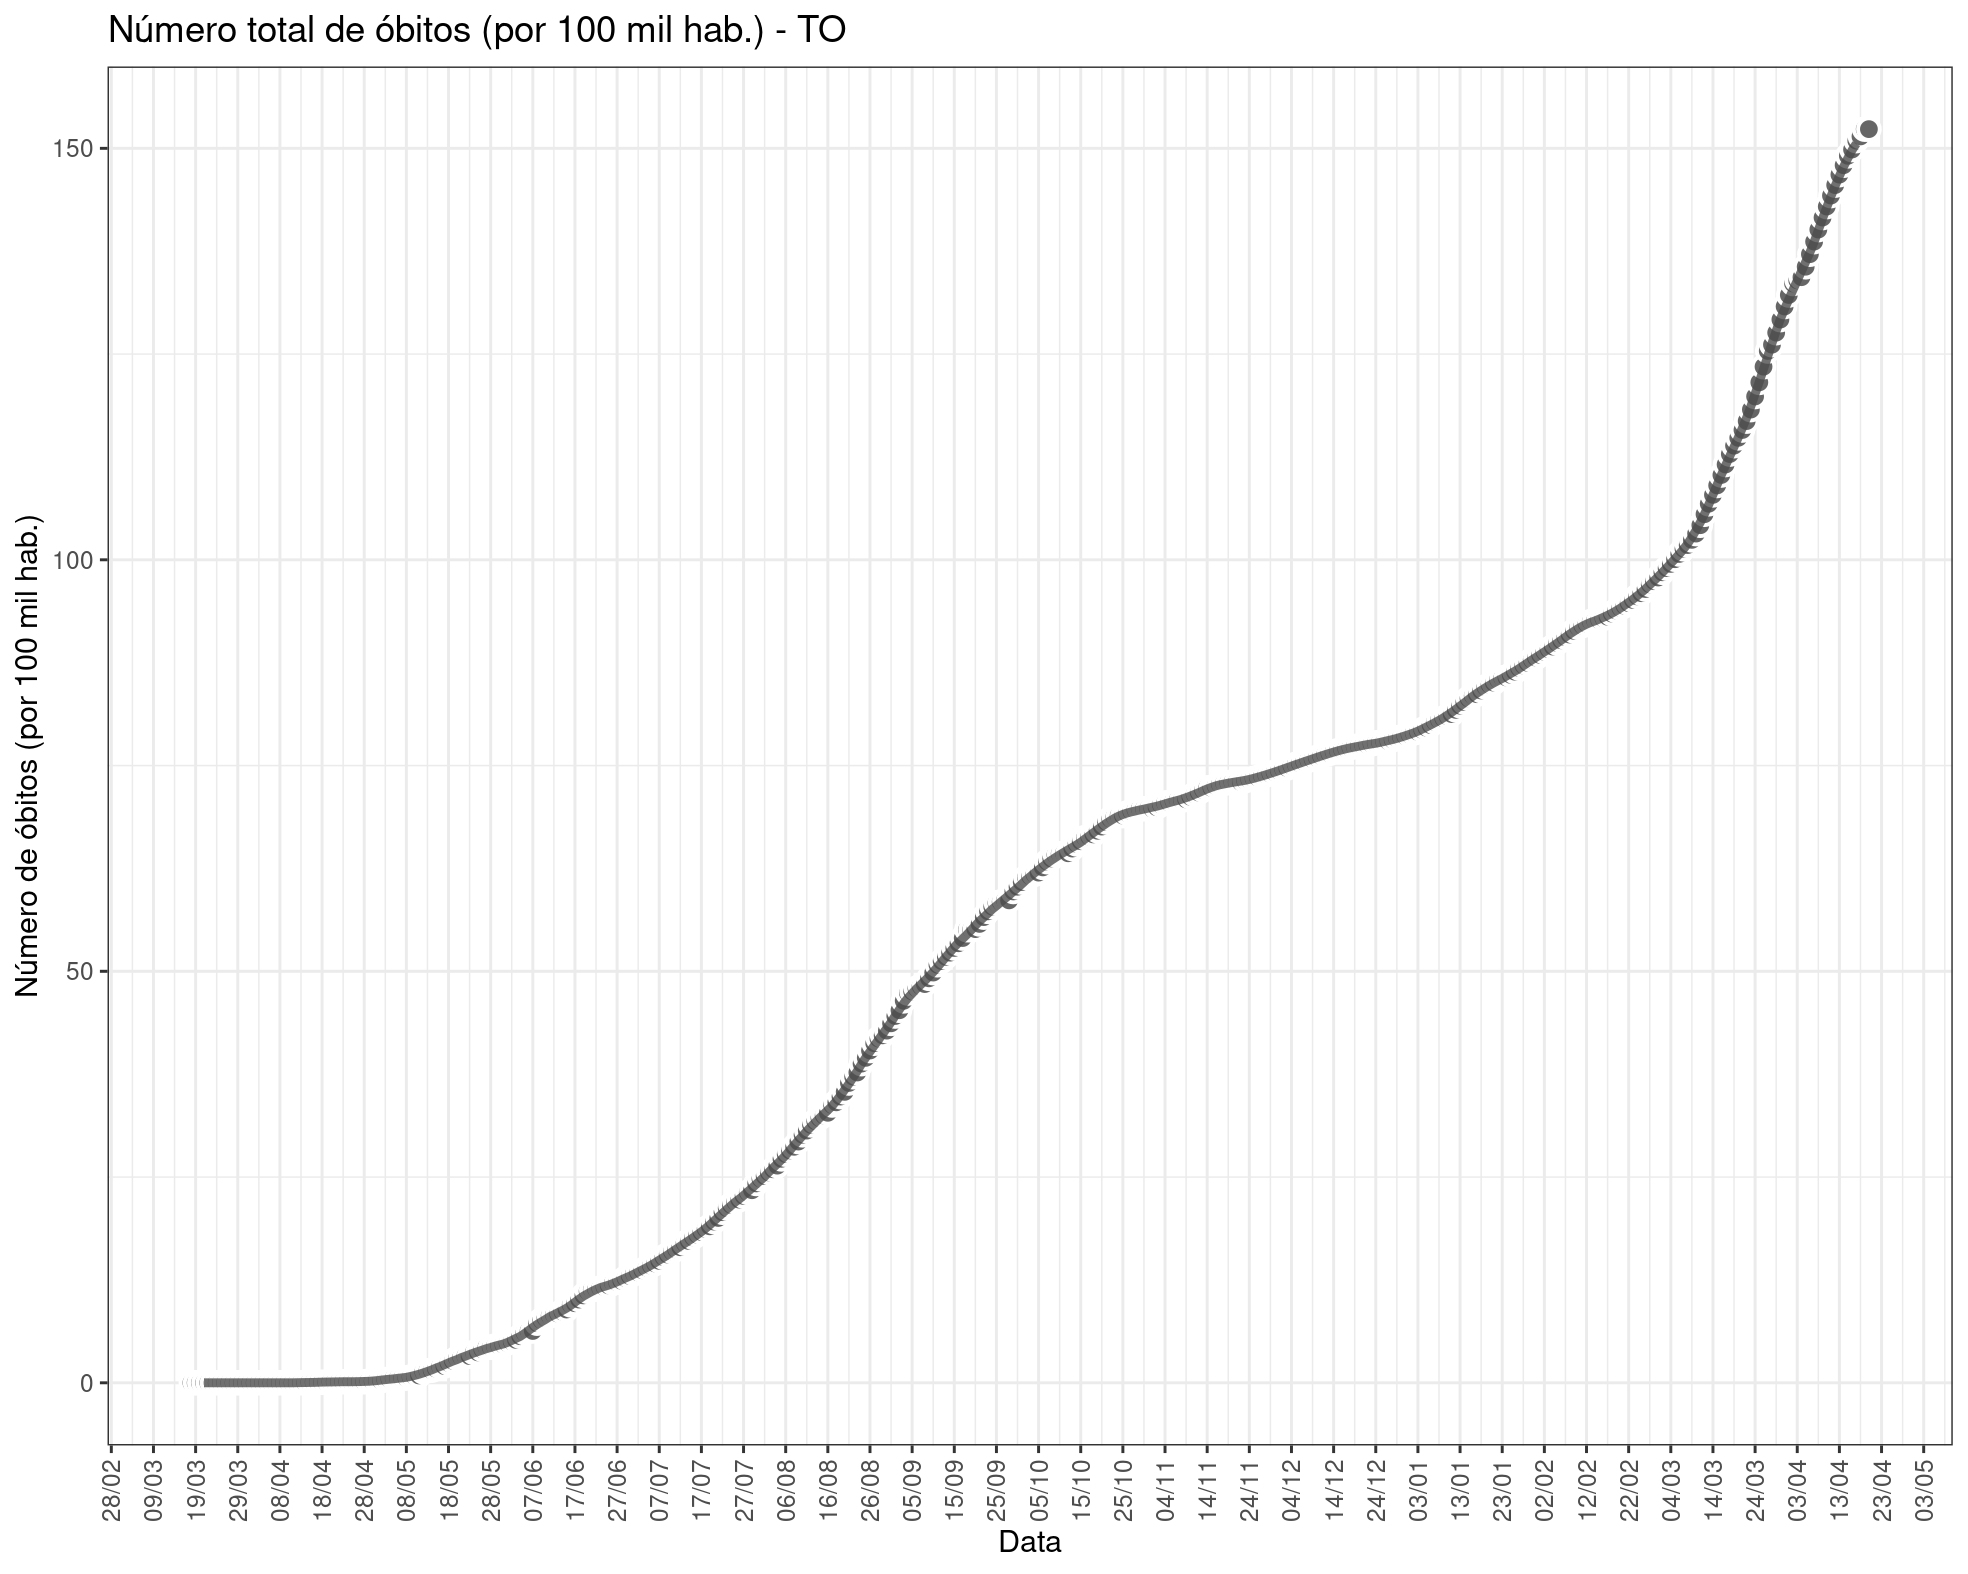 Número total de óbitos (por 100 mil hab.) - TO
Número de óbitos (por 100 mil hab.)
150
100
50
0
28/02 09/03 19/03 29/03 08/04 18/04 28/04 08/05 18/05 28/05 07/06 17/06 27/06 07/07 17/07 27/07 06/08 16/08 26/08 05/09 15/09 25/09 05/10 15/10 25/10 04/11 14/11 24/11 04/12 14/12 24/12 03/01 13/01 23/01 02/02 12/02 22/02 04/03 14/03 24/03 03/04 13/04 23/04 03/05
Data